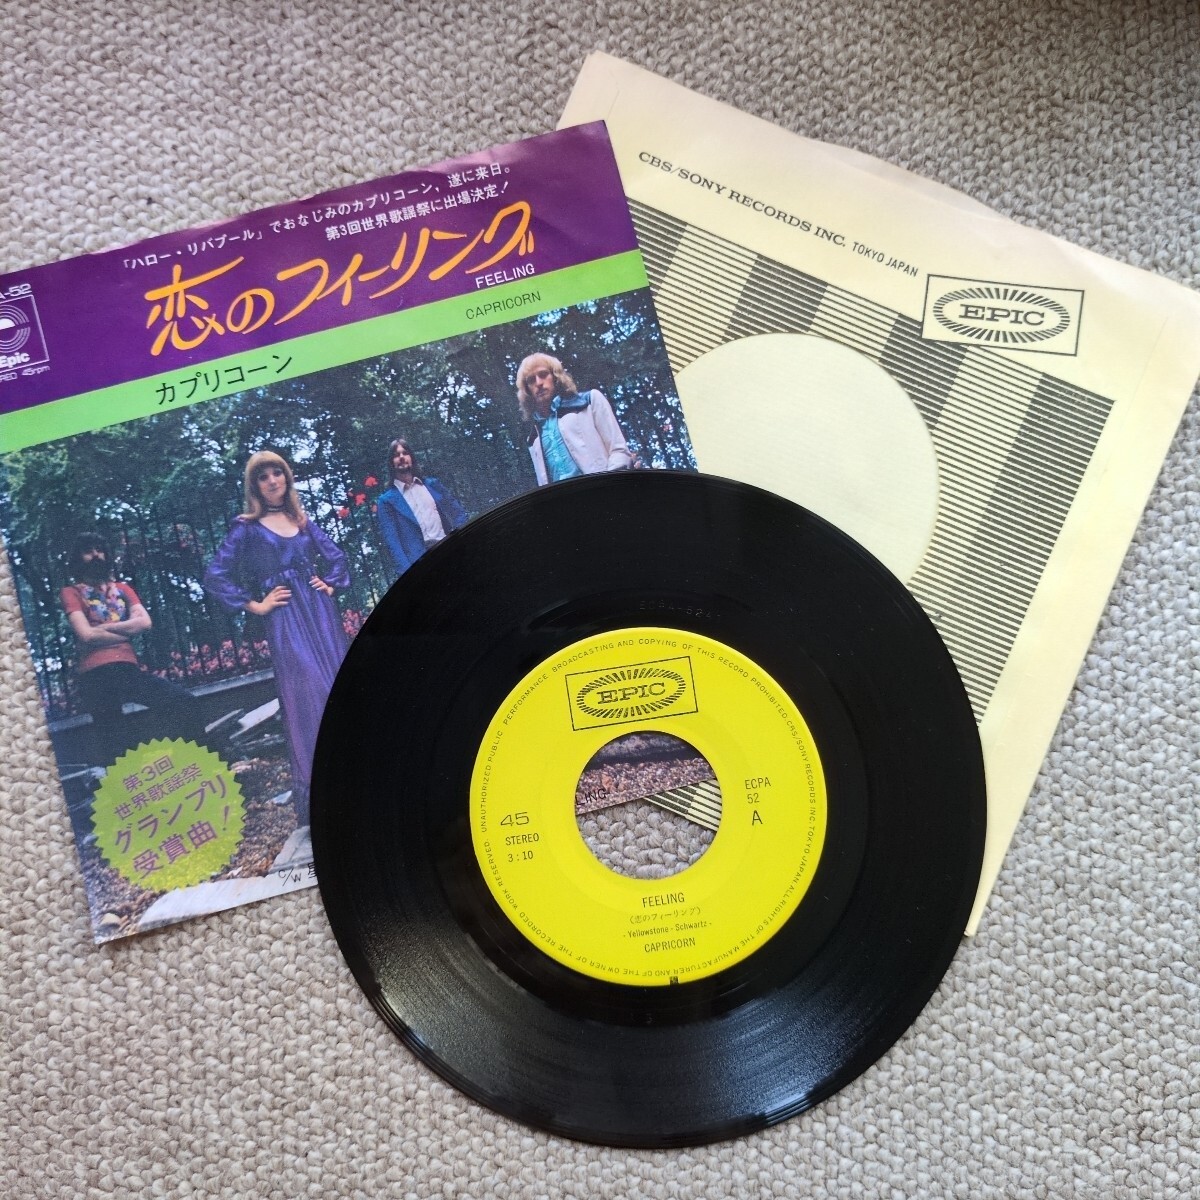 「ハロー・リバプール」でおなじみのカプリコーン，遂に来日。
第3回世界歌謡祭に出場決定！
恋のフィーリング
FEELING
CAPRICORN
カプリコーン
A-52
Epic
45rpm
第3回
世界歌謡祭
グランプリ
受賞曲！
c/w 星
CBS/SONY RECORDS INC. TOKYO JAPAN
EPIC
ECPA-52
UNAUTHORIZED PUBLIC PERFORMANCE BROADCASTING AND COPYING OF THIS RECORD PROHIBITED·CBS/SONY RECORDS INC. TOKYO JAPAN ALL RIGHTS OF THE MANUFACTURER AND OF THE OWNER OF THE RECORDED WORK RESERVED·
EPIC
45
STEREO
3:10
ECPA
52
A
LING
FEELING
《恋のフィーリング》
-Yellowstone-Schwartz-
CAPRICORN